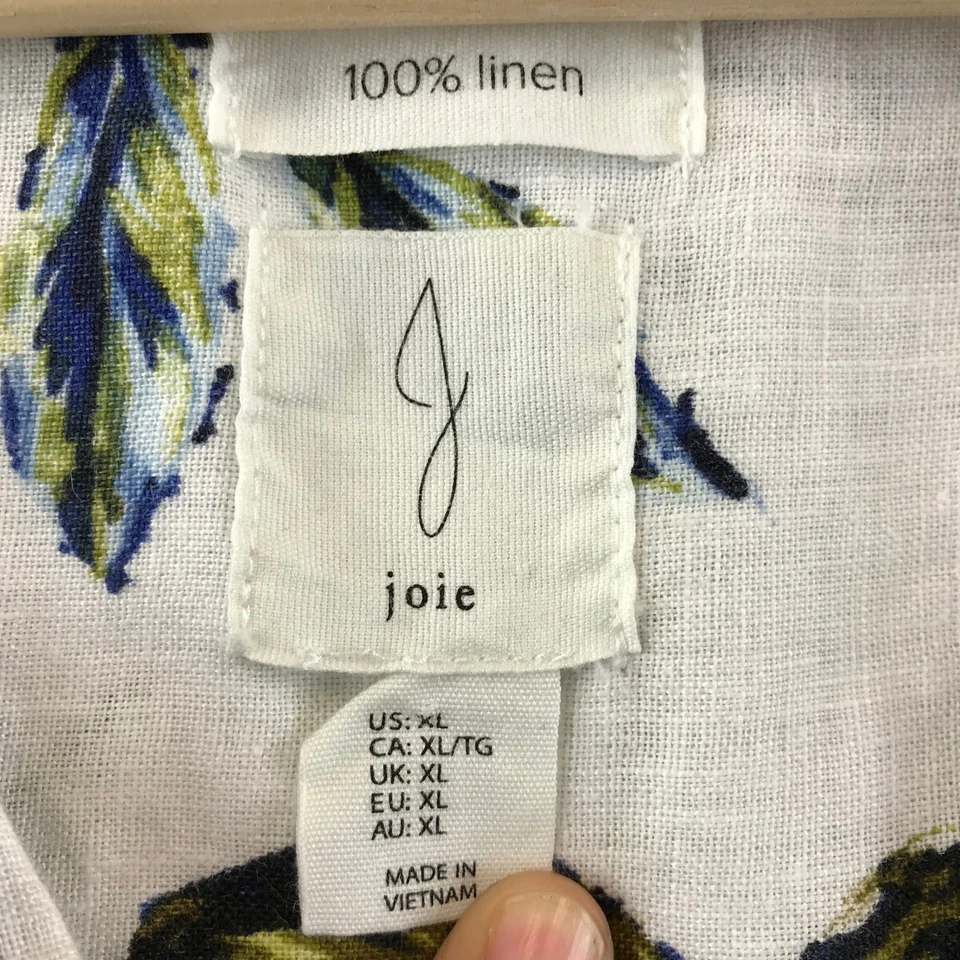 100% linen
J
joie
US: XL
CA: XL/TG
UK: XL
EU: XL
AU: XL
MADE IN
VIETNAM